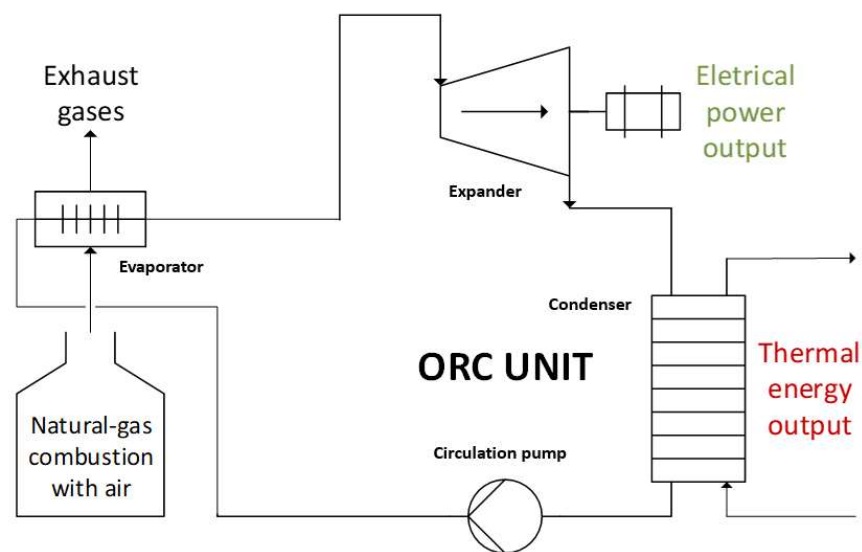 Exhaust
gases
Eletrical
power
output
Expander
Evaporator
Condenser
ORC UNIT
Thermal
energy
output
Natural-gas
combustion
with air
Circulation pump